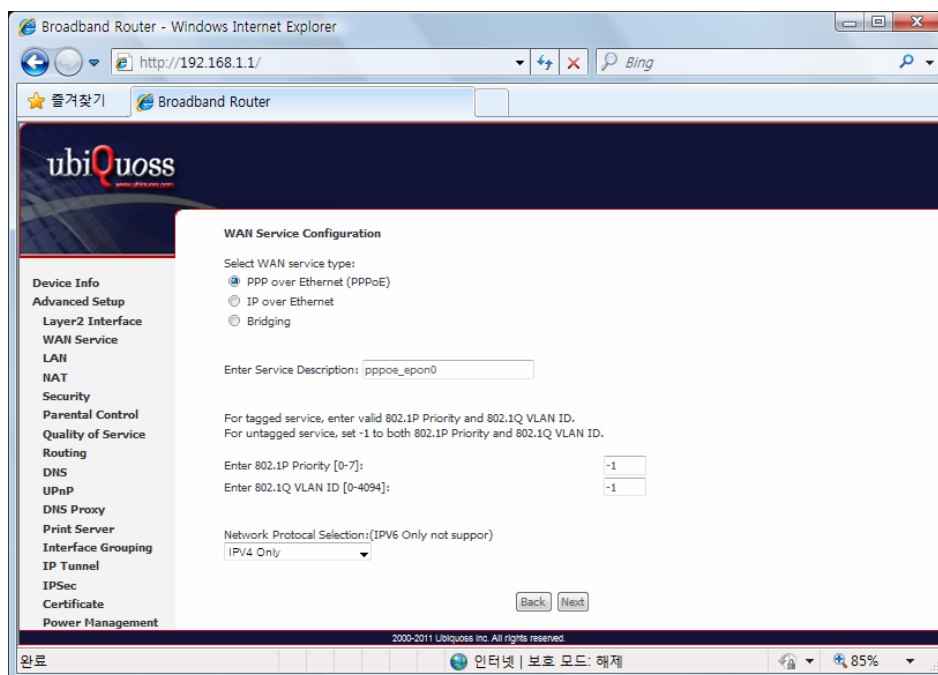 Broadband Router - Windows Internet Explorer
http://192.168.1.1/
Bing
즐겨찾기
Broadband Router
ubiQuoss
www.ubiquoss.com
Device Info
Advanced Setup
Layer2 Interface
WAN Service
LAN
NAT
Security
Parental Control
Quality of Service
Routing
DNS
UPnP
DNS Proxy
Print Server
Interface Grouping
IP Tunnel
IPSec
Certificate
Power Management
WAN Service Configuration
Select WAN service type:
PPP over Ethernet (PPPoE)
IP over Ethernet
Bridging
Enter Service Description: pppoe_epon0
For tagged service, enter valid 802.1P Priority and 802.1Q VLAN ID.
For untagged service, set -1 to both 802.1P Priority and 802.1Q VLAN ID.
Enter 802.1P Priority [0-7]: -1
Enter 802.1Q VLAN ID [0-4094]: -1
Network Protocal Selection:(IPV6 Only not suppor)
IPV4 Only
Back Next
2000-2011 Ubiquoss Inc. All rights reserved.
완료
인터넷 | 보호 모드: 해제
85%